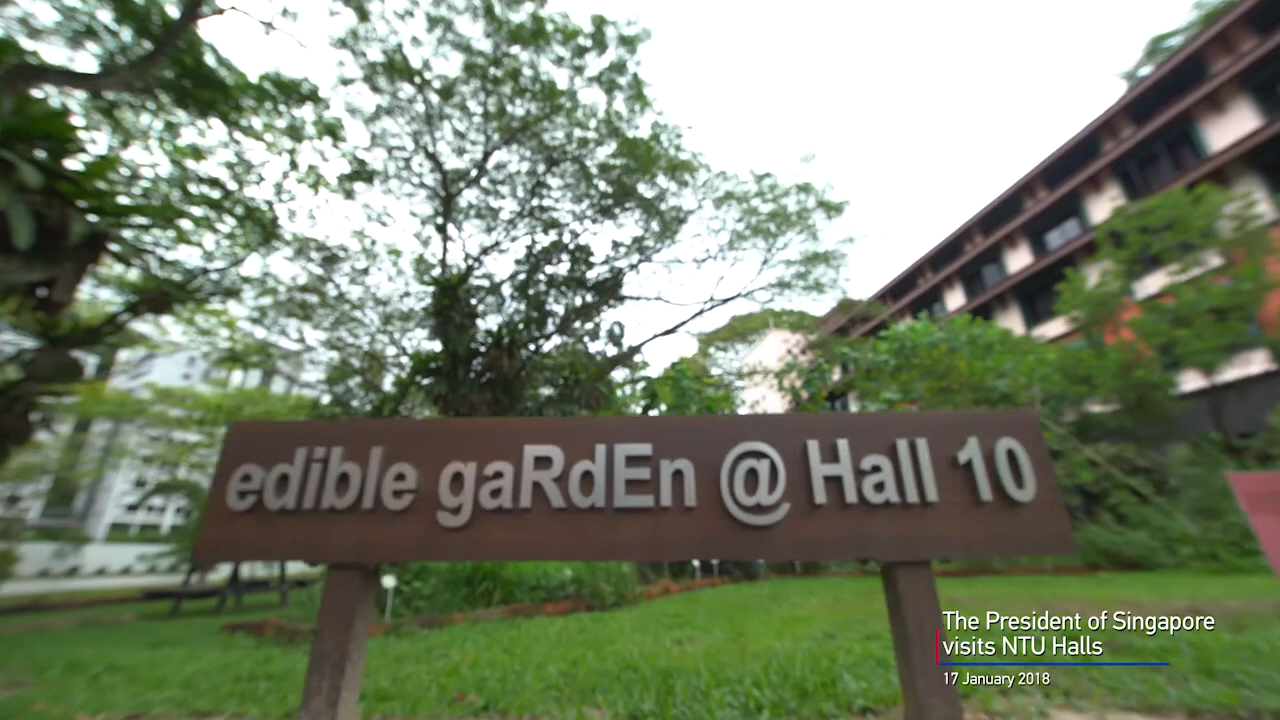 edible gaRdEn @ Hall 10
The President of Singapore
visits NTU Halls
17 January 2018